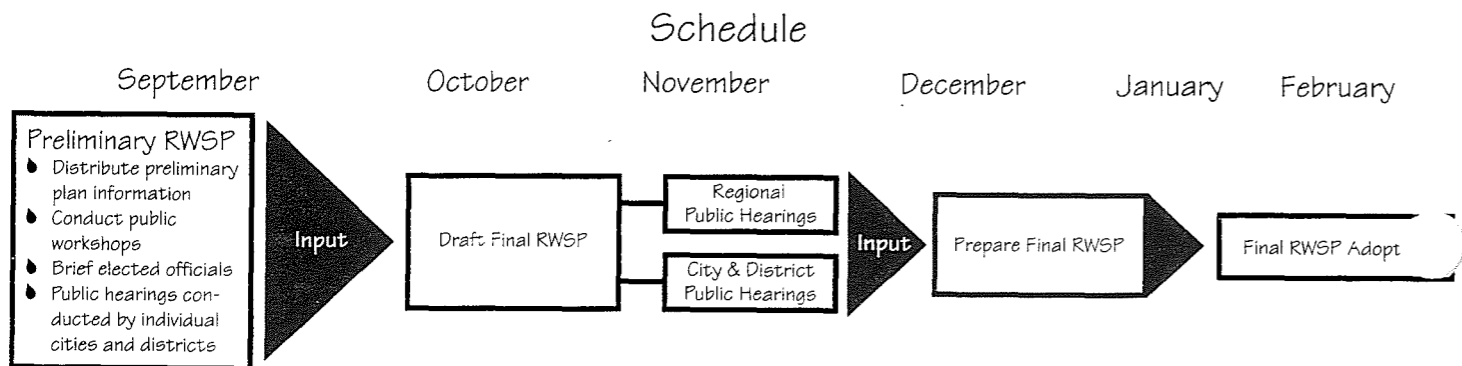 Schedule
September
October
November
December
January
February
Preliminary RWSP
Distribute preliminary
plan information
Conduct public
workshops
Brief elected officials
Public hearings con-
ducted by individual
cities and districts
Input
Draft Final RWSP
Regional
Public Hearings
City & District
Public Hearings
Input
Prepare Final RWSP
Final RWSP Adopt